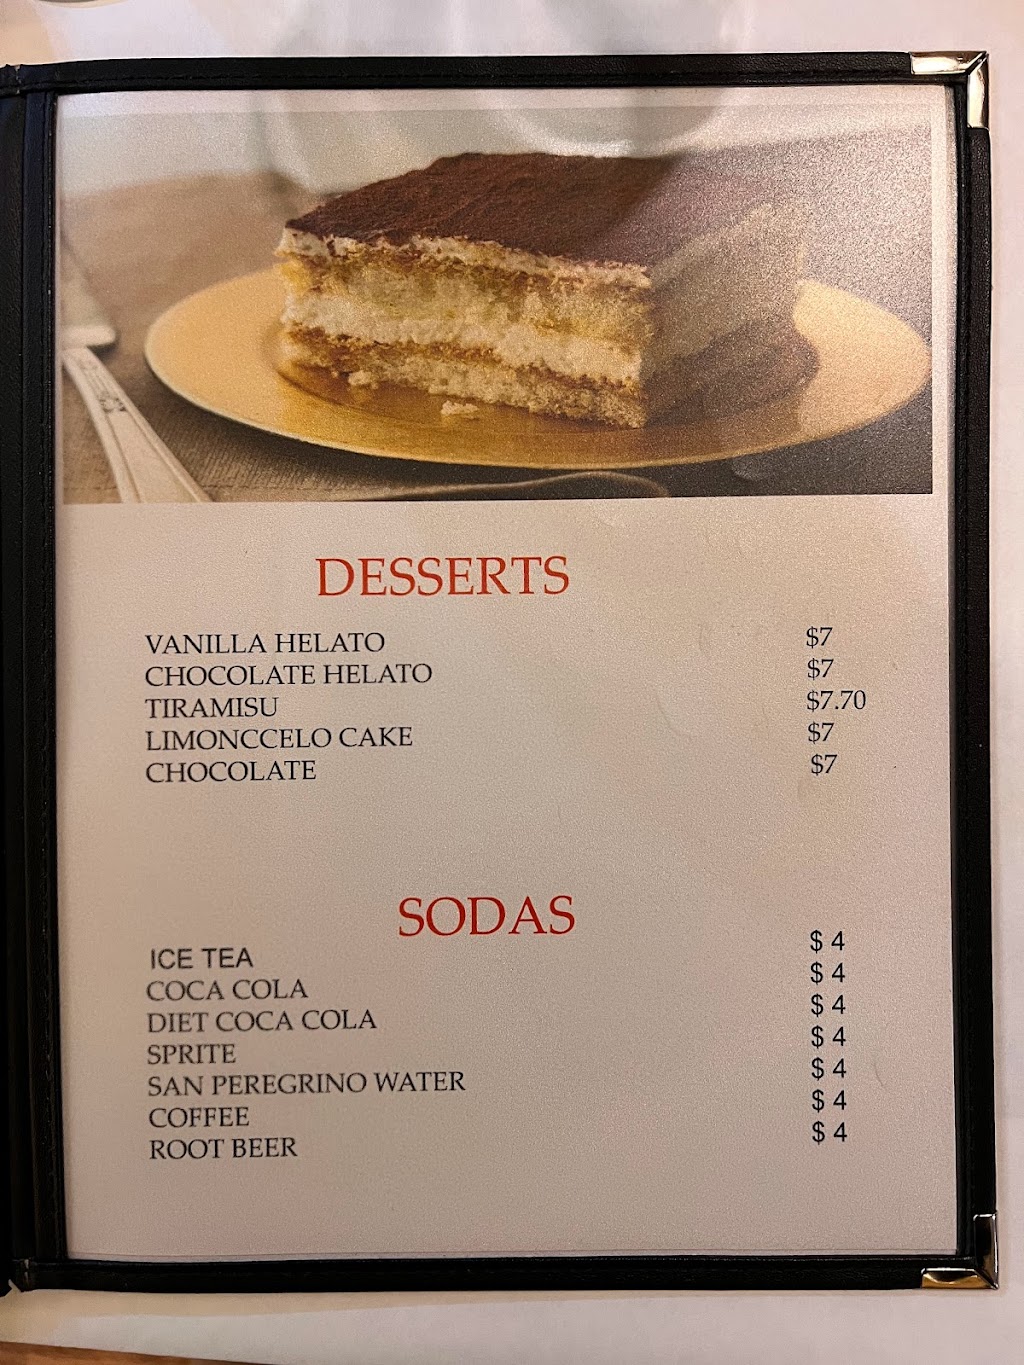 DESSERTS
VANILLA HELATO $7
CHOCOLATE HELATO $7
TIRAMISU $7.70
LIMONCCELO CAKE $7
CHOCOLATE $7
SODAS
ICE TEA $ 4
COCA COLA $ 4
DIET COCA COLA $ 4
SPRITE $ 4
SAN PEREGRINO WATER $ 4
COFFEE $ 4
ROOT BEER $ 4